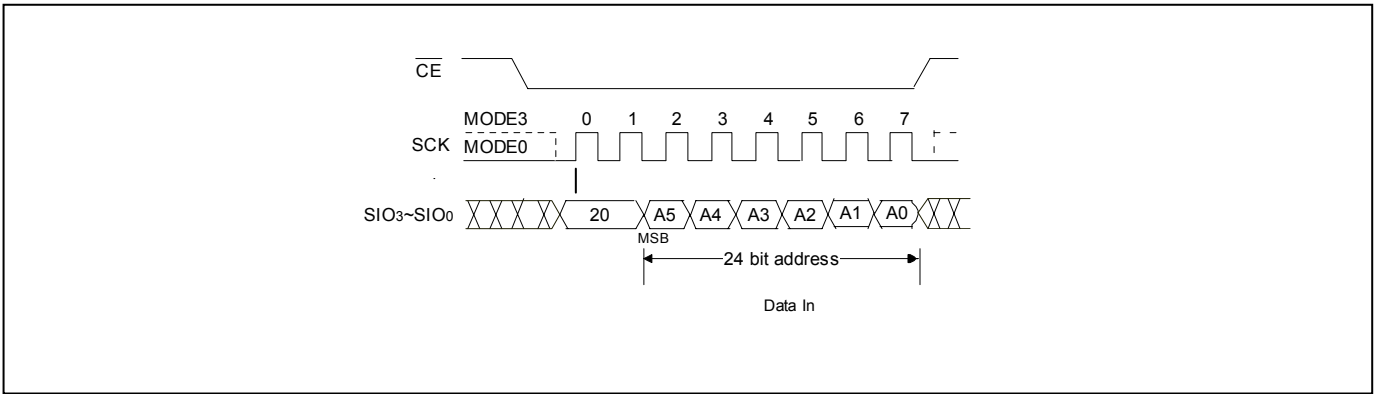 CE
MODE3 0 1 2 3 4 5 6 7
SCK MODE0
SIO3~SIO0 20 A5 A4 A3 A2 A1 A0
MSB
24 bit address
Data In